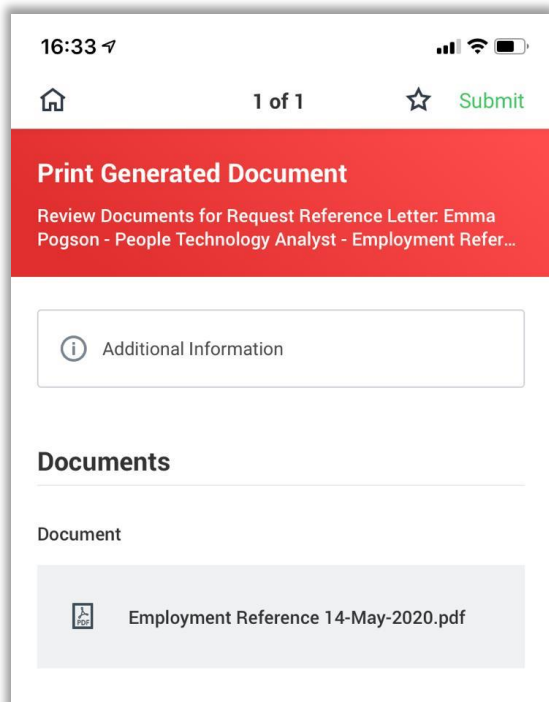 16:33
1 of 1
Submit
Print Generated Document
Review Documents for Request Reference Letter: Emma
Pogson - People Technology Analyst - Employment Refer...
Additional Information
Documents
Document
PDF
Employment Reference 14-May-2020.pdf